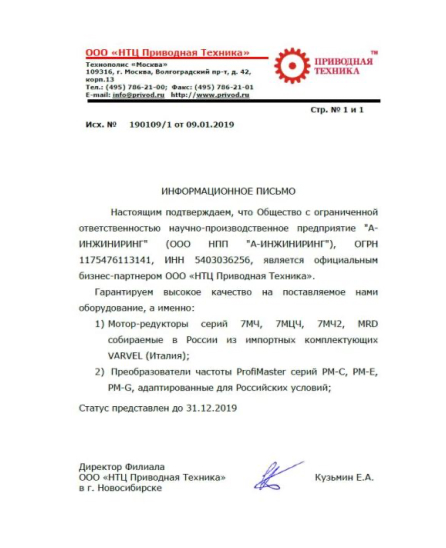 ООО «НТЦ Приводная Техника»
Технополис «Москва»
109316, г. Москва, Волгоградский пр-т, д. 42,
корп.13
Тел.: (495) 786-21-00; Факс: (495) 786-21-01
E-mail: info@privod.ru http://www.privod.ru
ПРИВОДНАЯ ТЕХНИКА™
Стр. № 1 и 1
Исх. № 190109/1 от 09.01.2019
ИНФОРМАЦИОННОЕ ПИСЬМО
Настоящим подтверждаем, что Общество с ограниченной
ответственностью научно-производственное предприятие "А-
ИНЖИНИРИНГ" (ООО НПП "А-ИНЖИНИРИНГ"), ОГРН
1175476113141, ИНН 5403036256, является официальным
бизнес-партнером ООО «НТЦ Приводная Техника».
Гарантируем высокое качество на поставляемое нами
оборудование, а именно:
1) Мотор-редукторы серий 7МЧ, 7МЦЧ, 7МЧ2, MRD
собираемые в России из импортных комплектующих
VARVEL (Италия);
2) Преобразователи частоты ProfiMaster серий PM-C, PM-E,
PM-G, адаптированные для Российских условий;
Статус представлен до 31.12.2019
Директор Филиала
ООО «НТЦ Приводная Техника»
в г. Новосибирске
Кузьмин Е.А.